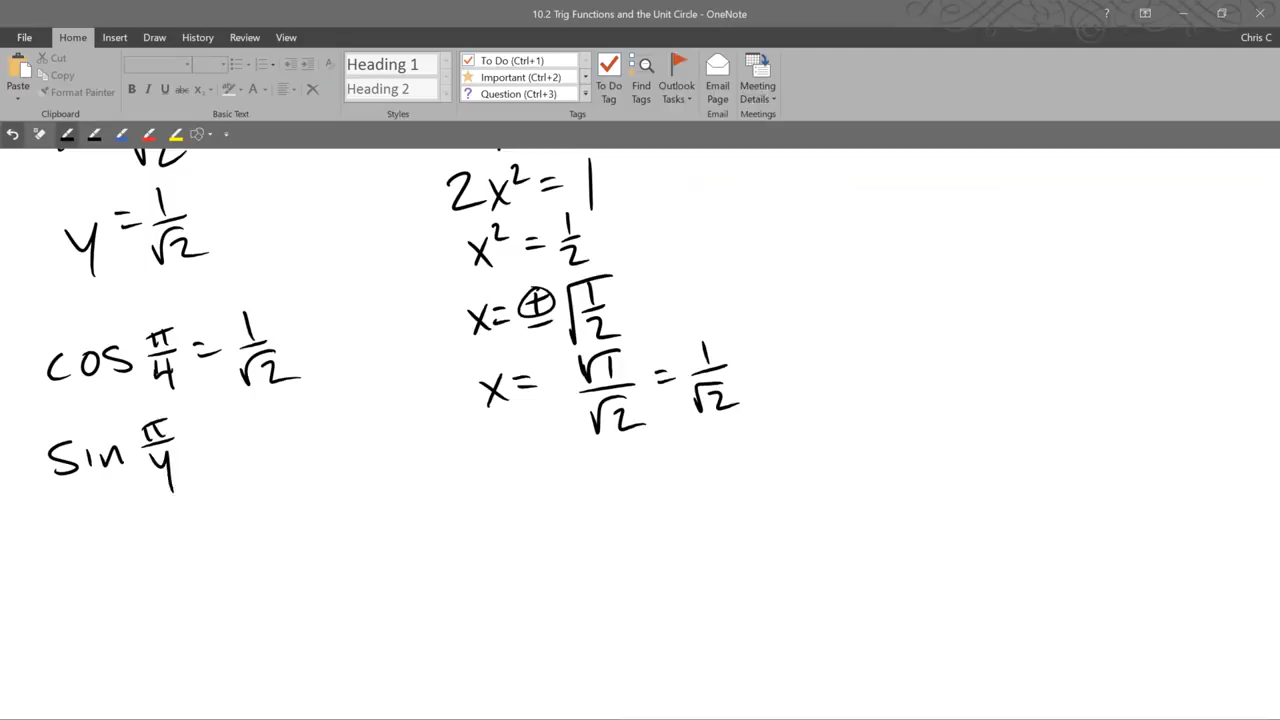 10.2 Trig Functions and the Unit Circle - OneNote
?
File Home Insert Draw History Review View
Chris C
Paste
Cut
Copy
Format Painter
Clipboard
B I U abc x₂ A
Basic Text
Heading 1
Heading 2
Styles
To Do (Ctrl+1)
Important (Ctrl+2)
? Question (Ctrl+3)
To Do Tag
Find Tags
Outlook Tasks
Tags
Email Page
Email
Meeting Details
Meetings
√2
y = 1/√2
cos π/4 = 1/√2
sin π/4
2x² = 1
x² = 1/2
x = ± √(1/2)
x = √1/√2 = 1/√2